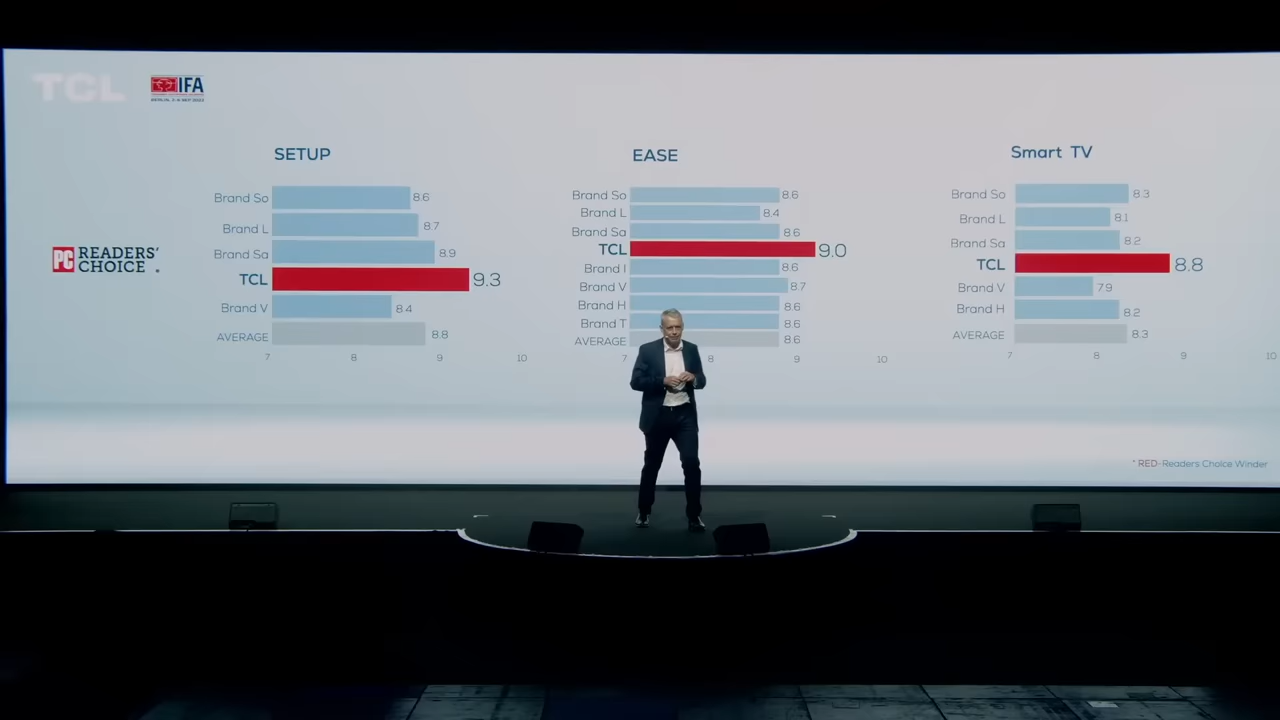 TCL
IFA
SETUP
Brand So 8.6
Brand L 8.7
Brand Sa 8.9
TCL 9.3
Brand V 8.4
AVERAGE 8.8
7 8 9 10
EASE
Brand So 8.6
Brand L 8.4
Brand Sa 8.6
TCL 9.0
Brand I 8.6
Brand V 8.7
Brand H 8.6
Brand T 8.6
AVERAGE 8.6
7 8 9 10
Smart TV
Brand So 8.3
Brand L 8.1
Brand Sa 8.2
TCL 8.8
Brand V 7.9
Brand H 8.2
AVERAGE 8.3
7 8 9 10
PC READERS'
CHOICE
* RED-Readers Choice Winder